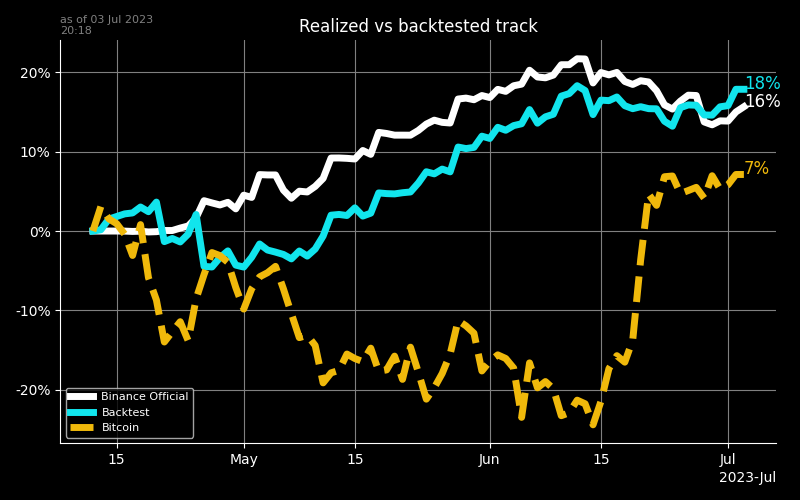 as of 03 Jul 2023
20:18
Realized vs backtested track
20%
10%
0%
-10%
-20%
18%
16%
7%
Binance Official
Backtest
Bitcoin
15
May
15
Jun
15
Jul
2023-Jul